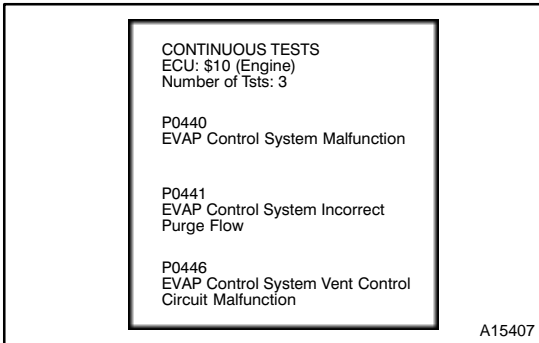 CONTINUOUS TESTS
ECU: $10 (Engine)
Number of Tsts: 3
P0440
EVAP Control System Malfunction
P0441
EVAP Control System Incorrect
Purge Flow
P0446
EVAP Control System Vent Control
Circuit Malfunction
A15407